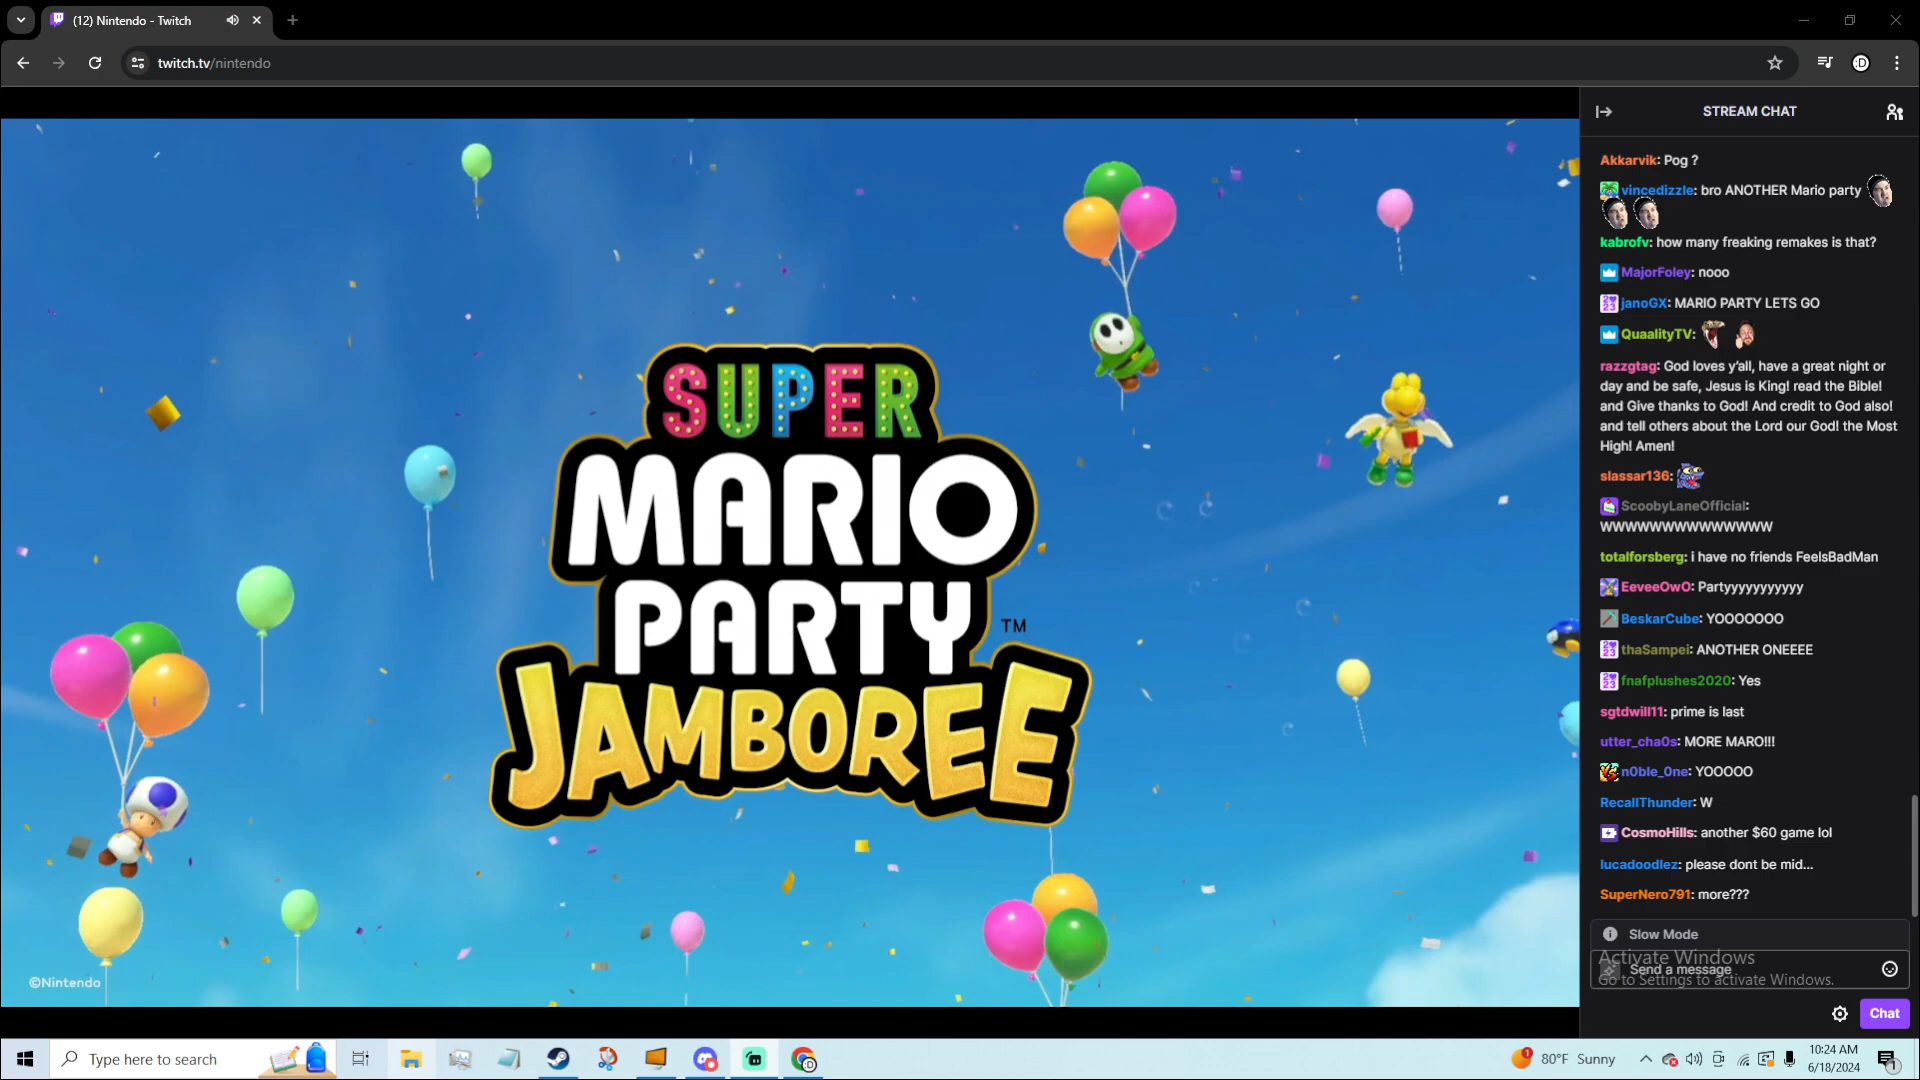 (12) Nintendo - Twitch
twitch.tv/nintendo
STREAM CHAT
SUPER
MARIO
PARTY
TM
JAMBOREE
©Nintendo
Akkarvik: Pog ?
vincedizzle: bro ANOTHER Mario party
kabrofv: how many freaking remakes is that?
MajorFoley: nooo
janoGX: MARIO PARTY LETS GO
QuaalityTV:
razzgtag: God loves y'all, have a great night or
day and be safe, Jesus is King! read the Bible!
and Give thanks to God! And credit to God also!
and tell others about the Lord our God! the Most
High! Amen!
slassar136:
ScoobyLaneOfficial:
WWWWWWWWWWWWWW
totalforsberg: i have no friends FeelsBadMan
EeveeOwO: Partyyyyyyyyyy
BeskarCube: YOOOOOOO
thaSampei: ANOTHER ONEEEE
fnafplushes2020: Yes
sgtdwill11: prime is last
utter_cha0s: MORE MARO!!!
n0ble_0ne: YOOOOO
RecallThunder: W
CosmoHills: another $60 game lol
lucadoodlez: please dont be mid...
SuperNero791: more???
Slow Mode
Activate Windows
Send a message
Go to Settings to activate Windows.
Chat
Type here to search
80°F Sunny
10:24 AM
6/18/2024